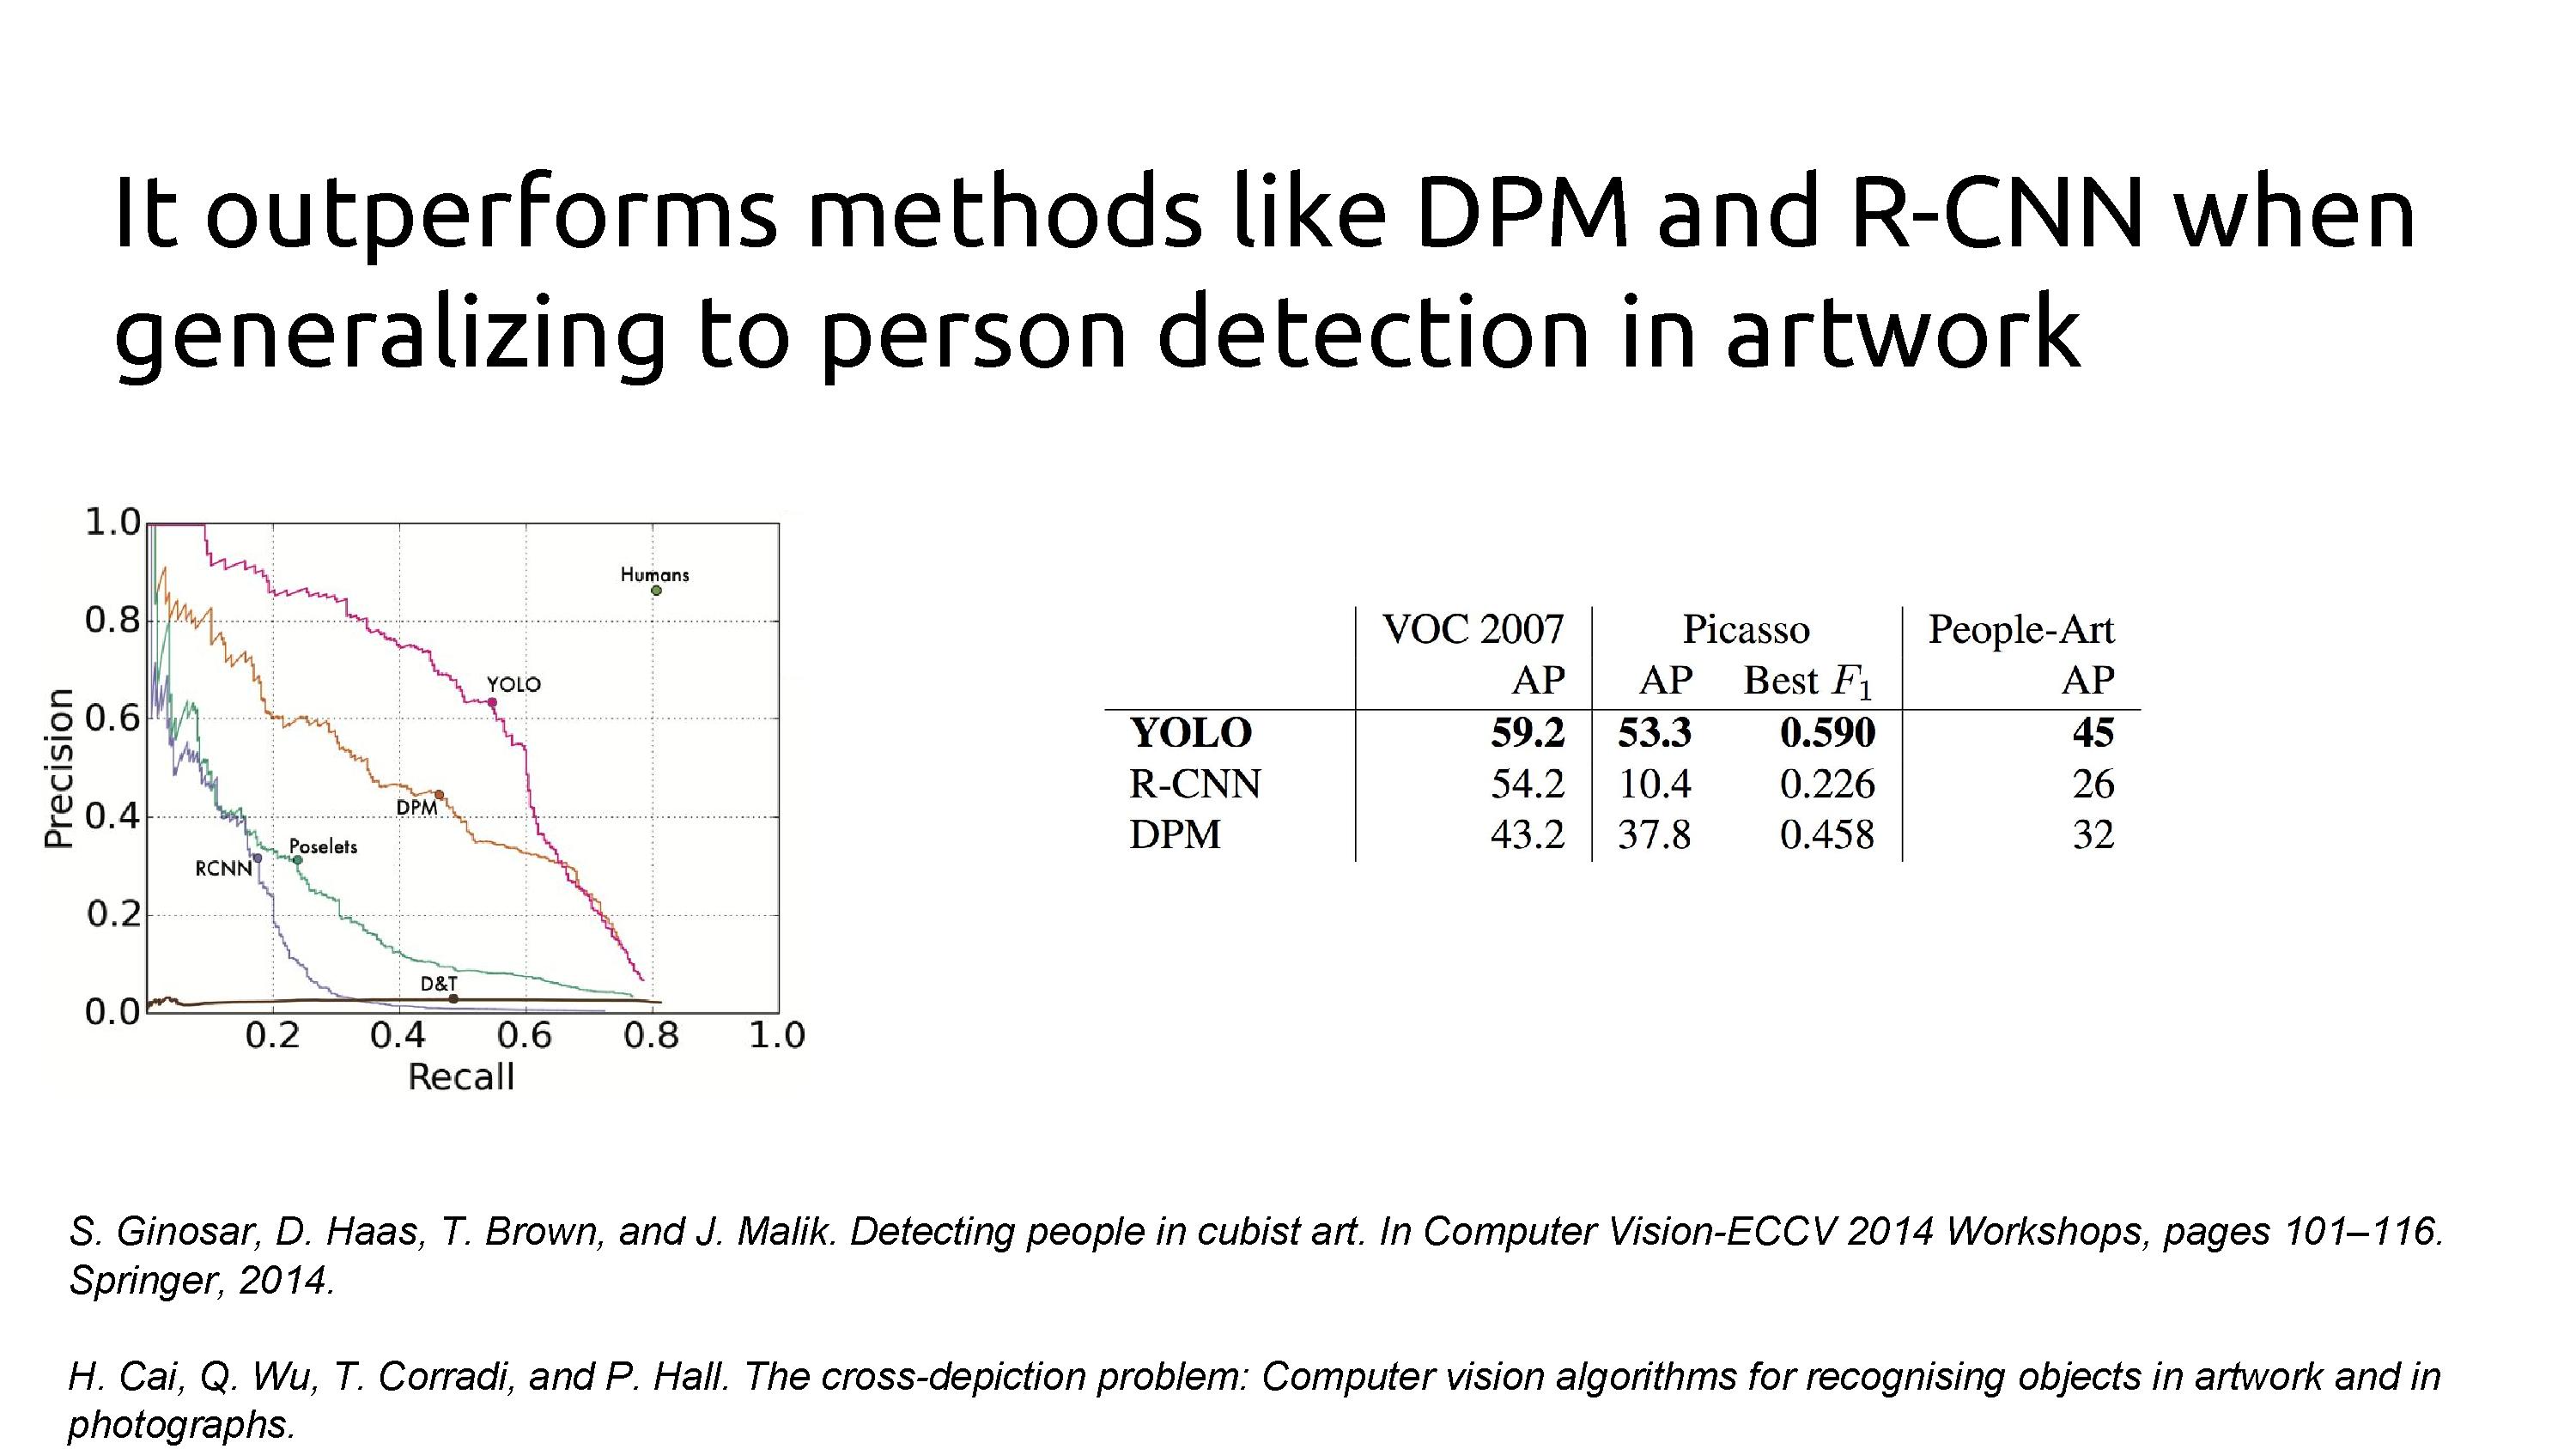 It outperforms methods like DPM and R-CNN when
generalizing to person detection in artwork
1.0
0.8
0.6
0.4
0.2
0.0
Precision
0.2 0.4 0.6 0.8 1.0
Recall
Humans
YOLO
DPM
Poselets
RCNN
D&T
VOC 2007 Picasso People-Art
AP AP Best F1 AP
YOLO 59.2 53.3 0.590 45
R-CNN 54.2 10.4 0.226 26
DPM 43.2 37.8 0.458 32
S. Ginosar, D. Haas, T. Brown, and J. Malik. Detecting people in cubist art. In Computer Vision-ECCV 2014 Workshops, pages 101–116.
Springer, 2014.
H. Cai, Q. Wu, T. Corradi, and P. Hall. The cross-depiction problem: Computer vision algorithms for recognising objects in artwork and in
photographs.